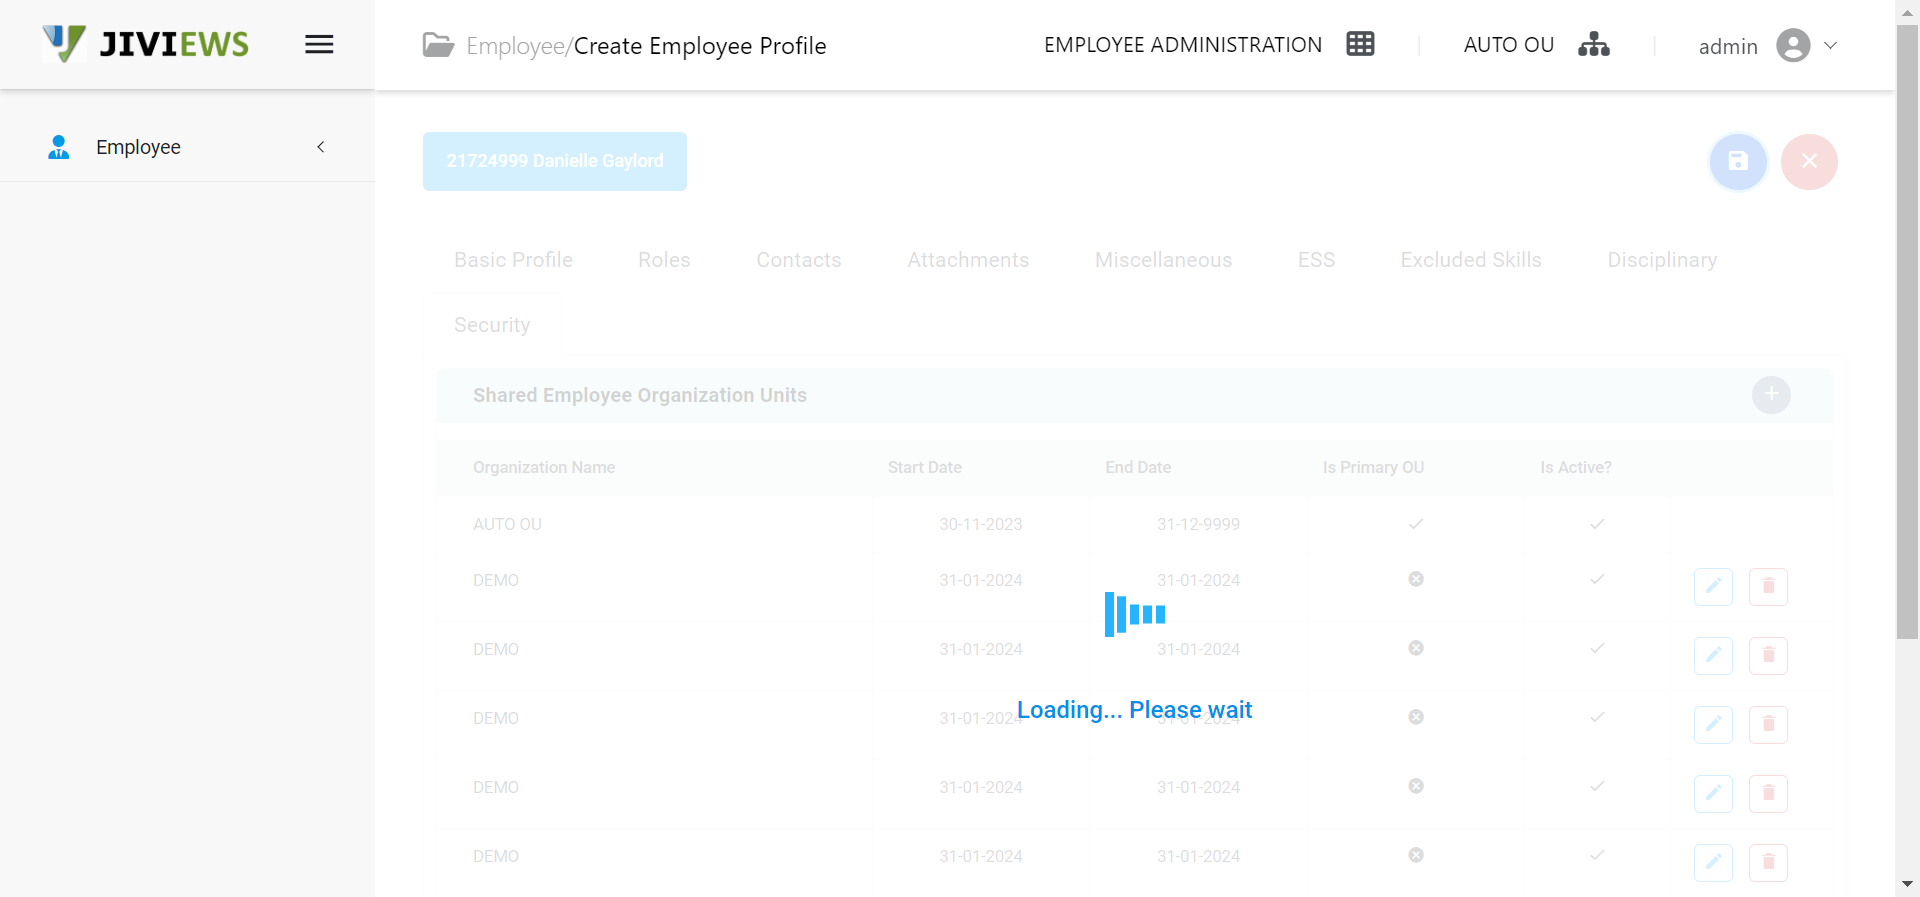 JIVIEWS
Employee/Create Employee Profile
EMPLOYEE ADMINISTRATION
AUTO OU
admin
Employee
21724999 Danielle Gaylord
Basic Profile Roles Contacts Attachments Miscellaneous ESS Excluded Skills Disciplinary
Security
Shared Employee Organization Units
Organization Name Start Date End Date Is Primary OU Is Active?
AUTO OU 30-11-2023 31-12-9999
DEMO 31-01-2024 31-01-2024
DEMO 31-01-2024 31-01-2024
Loading... Please wait
DEMO 31-01-2024 31-01-2024
DEMO 31-01-2024 31-01-2024
DEMO 31-01-2024 31-01-2024